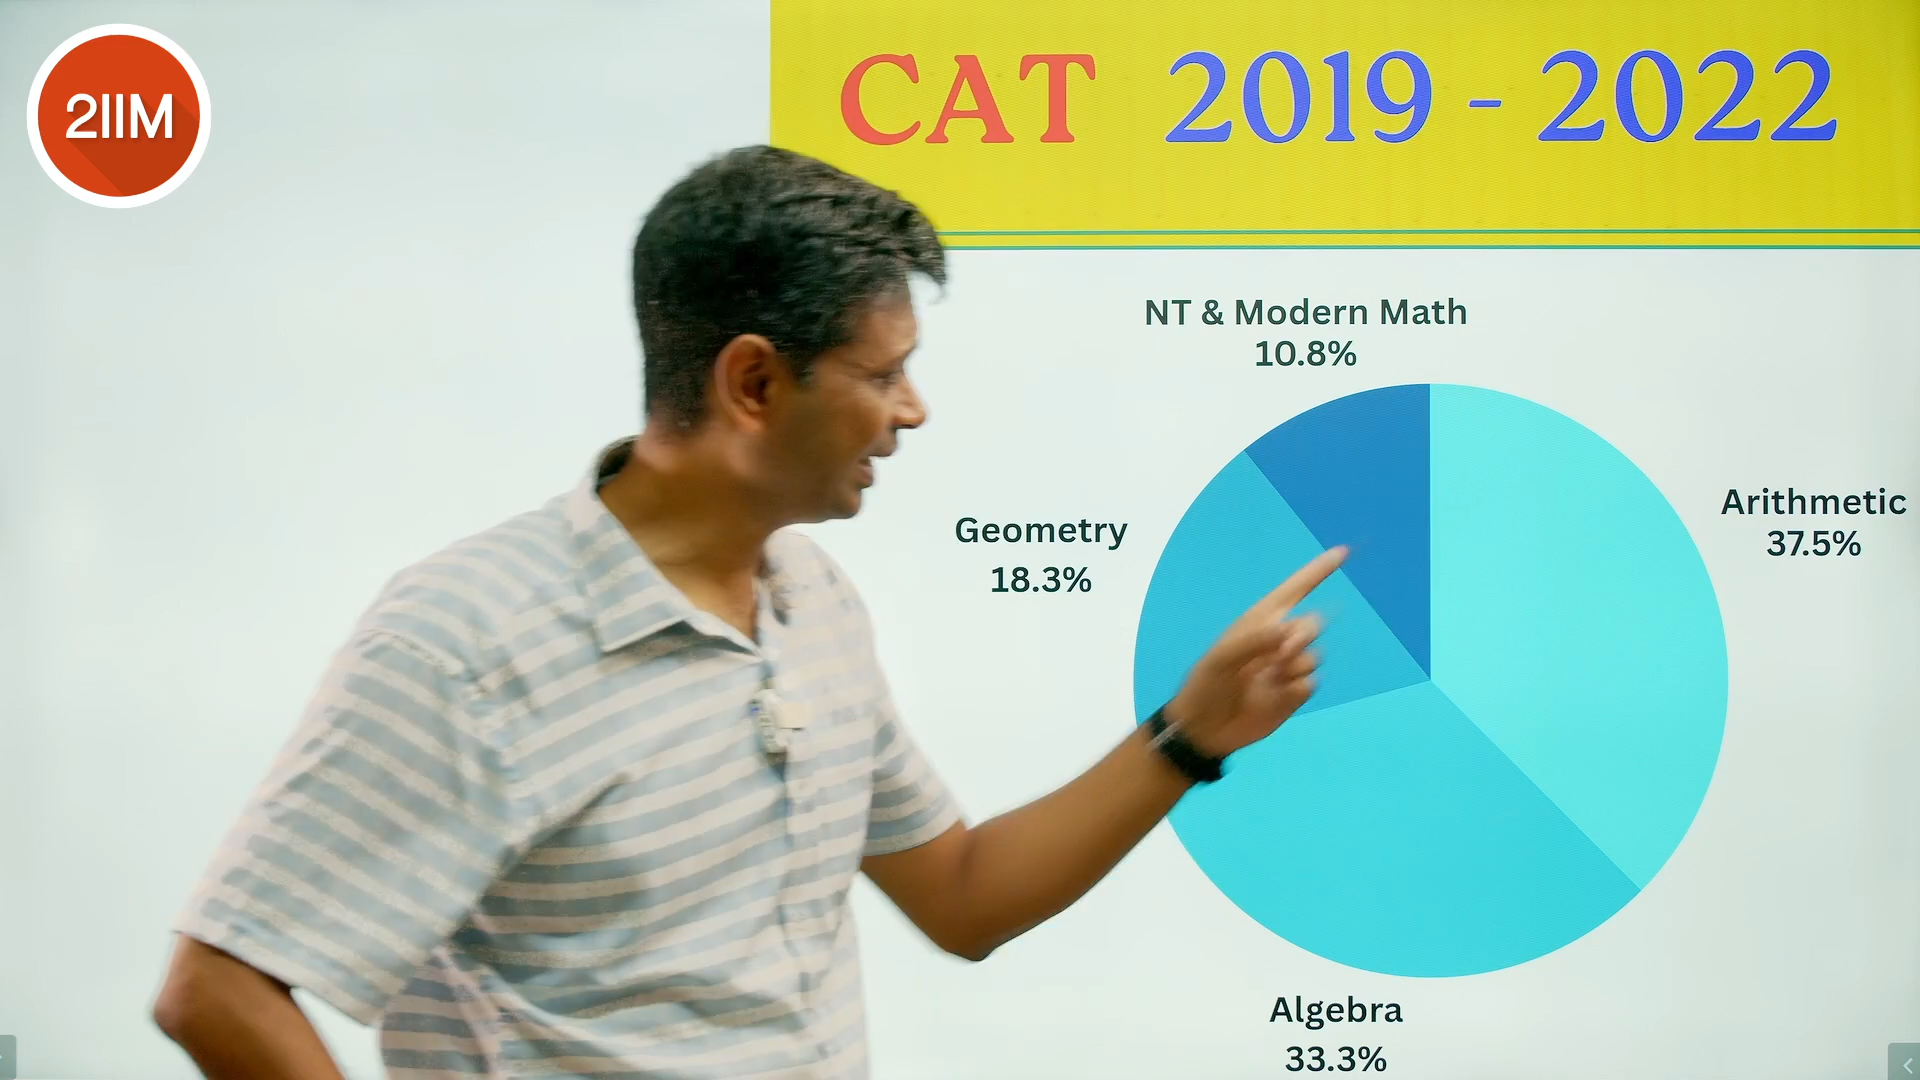 2IIM
CAT 2019 - 2022
NT & Modern Math
10.8%
Arithmetic
37.5%
Geometry
18.3%
Algebra
33.3%